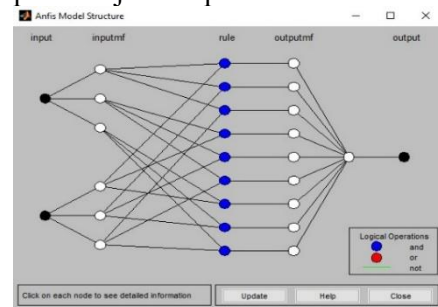 Anfis Model Structure
input inputmf rule outputmf output
Logical Operations
and
or
not
Click on each node to see detailed information
Update Help Close